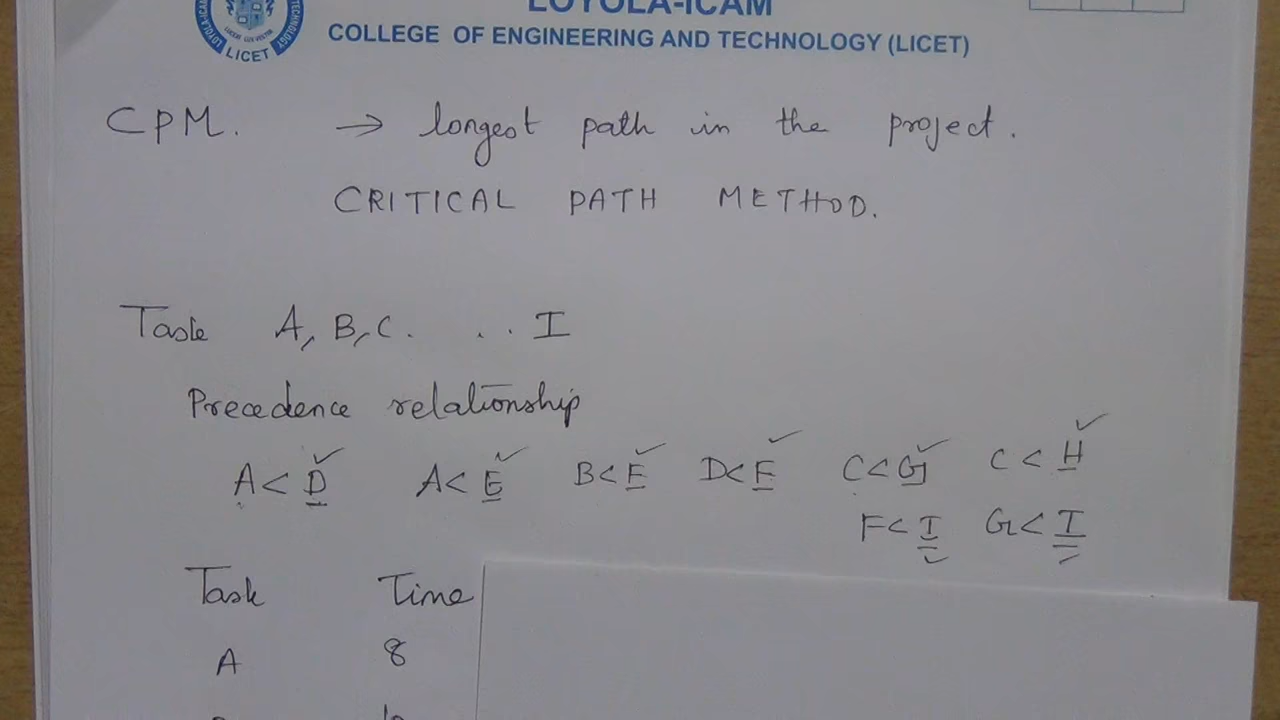 LOYOLA-ICAM
COLLEGE OF ENGINEERING AND TECHNOLOGY (LICET)
LICET
CPM. → longest path in the project.
CRITICAL PATH METHOD.
Task A, B, C. . . I
Precedence relationship
A < D A < E B < F D < F C < G C < H
F < I G < I
Task Time
A 8